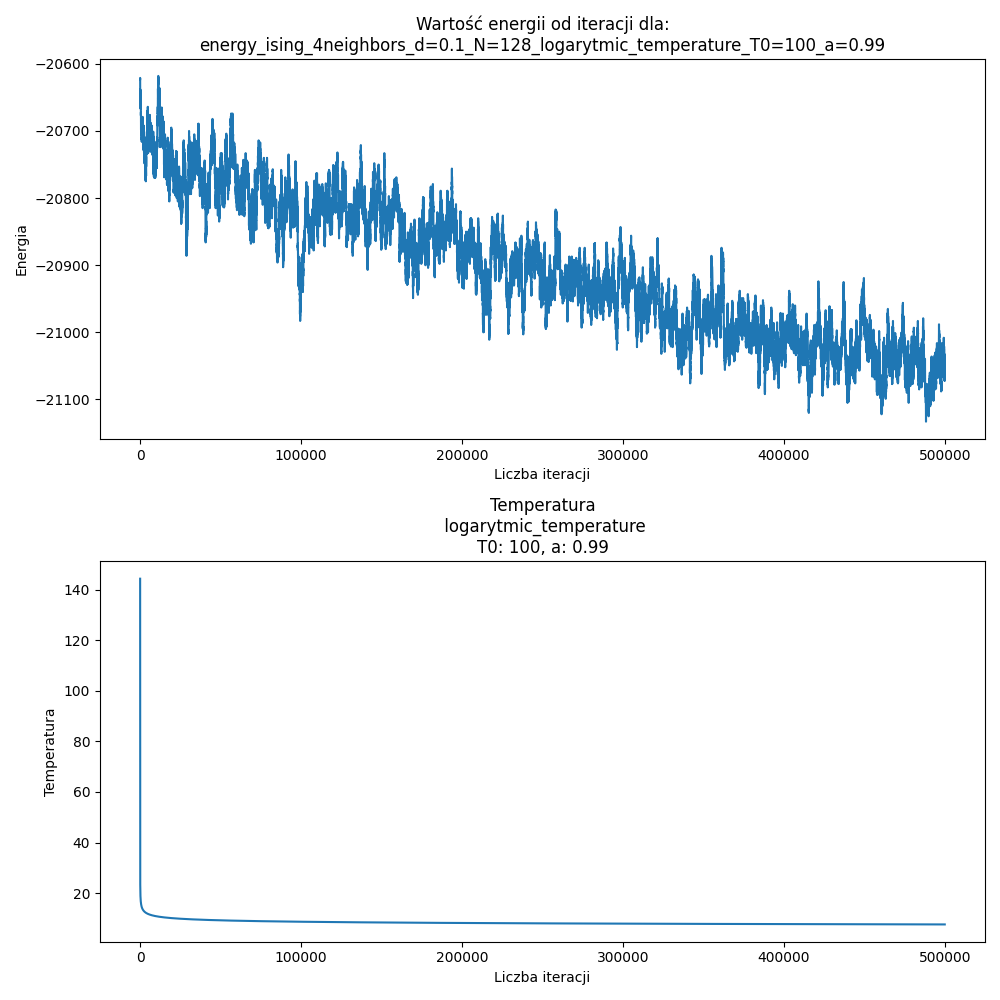 Wartość energii od iteracji dla:
energy_ising_4neighbors_d=0.1_N=128_logarytmic_temperature_T0=100_a=0.99
−20600
−20700
−20800
−20900
−21000
−21100
Energia
0 100000 200000 300000 400000 500000
Liczba iteracji
Temperatura
logarytmic_temperature
T0: 100, a: 0.99
140
120
100
80
60
40
20
Temperatura
0 100000 200000 300000 400000 500000
Liczba iteracji